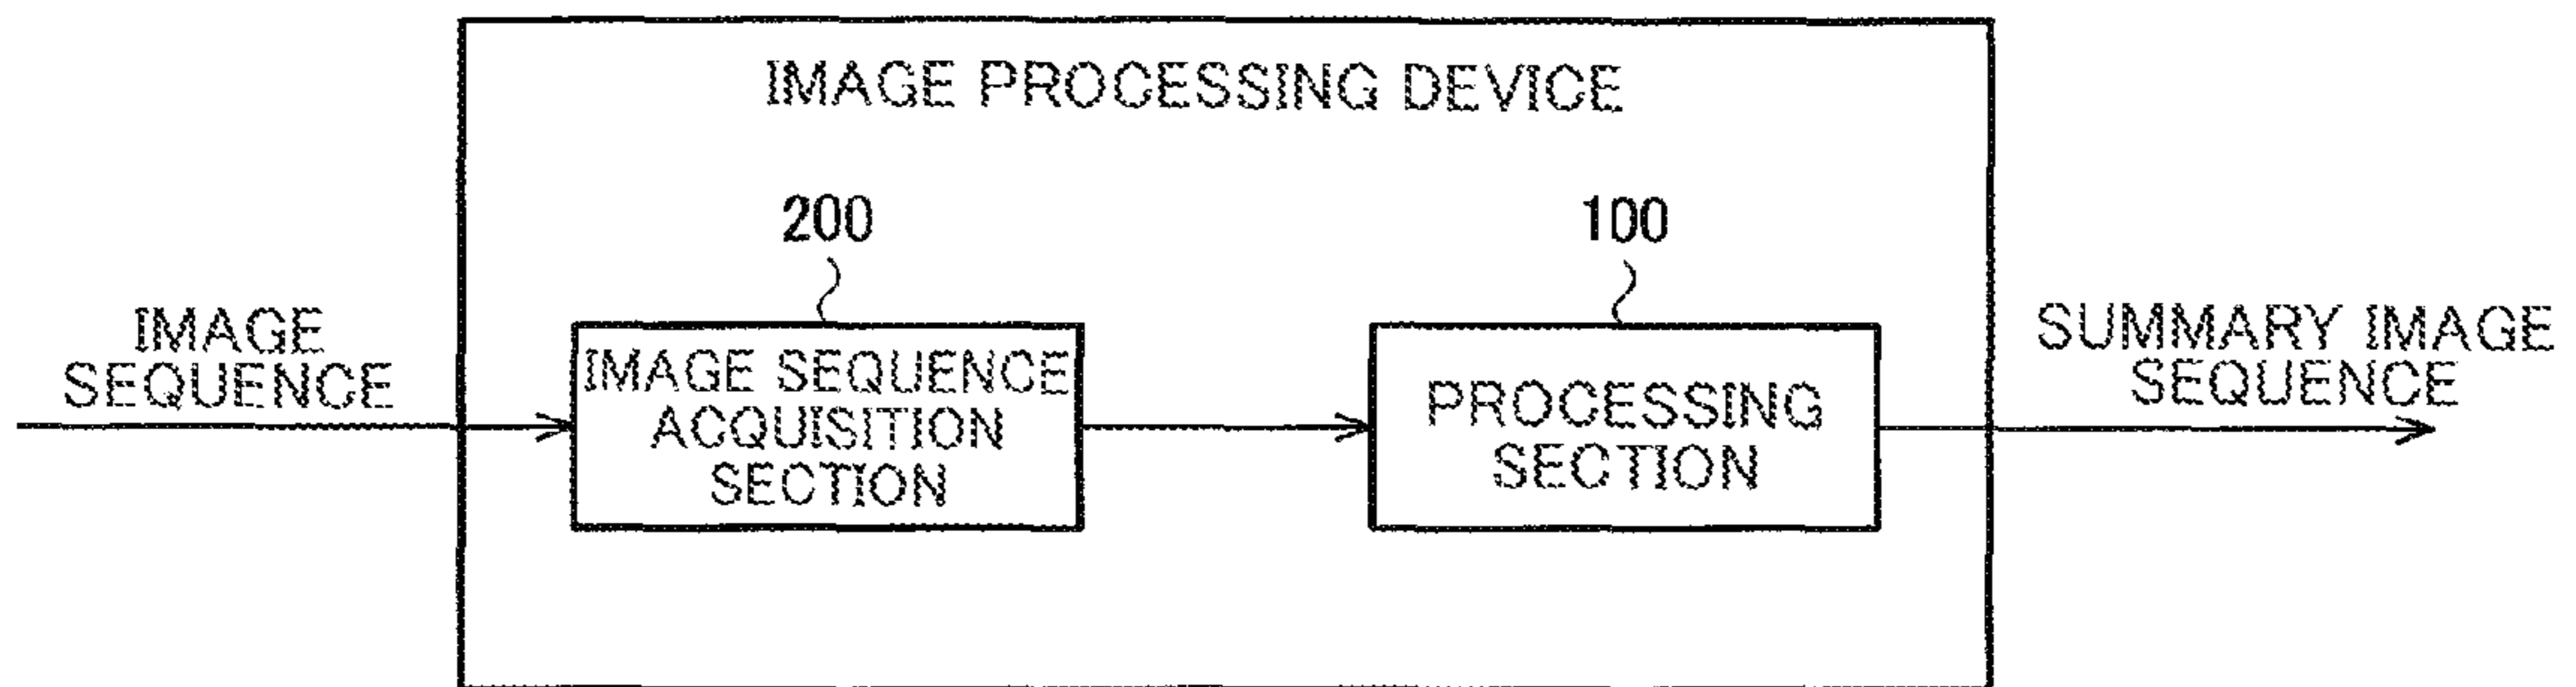 IMAGE PROCESSING DEVICE
200
100
IMAGE
SEQUENCE
IMAGE SEQUENCE
ACQUISITION
SECTION
PROCESSING
SECTION
SUMMARY IMAGE
SEQUENCE